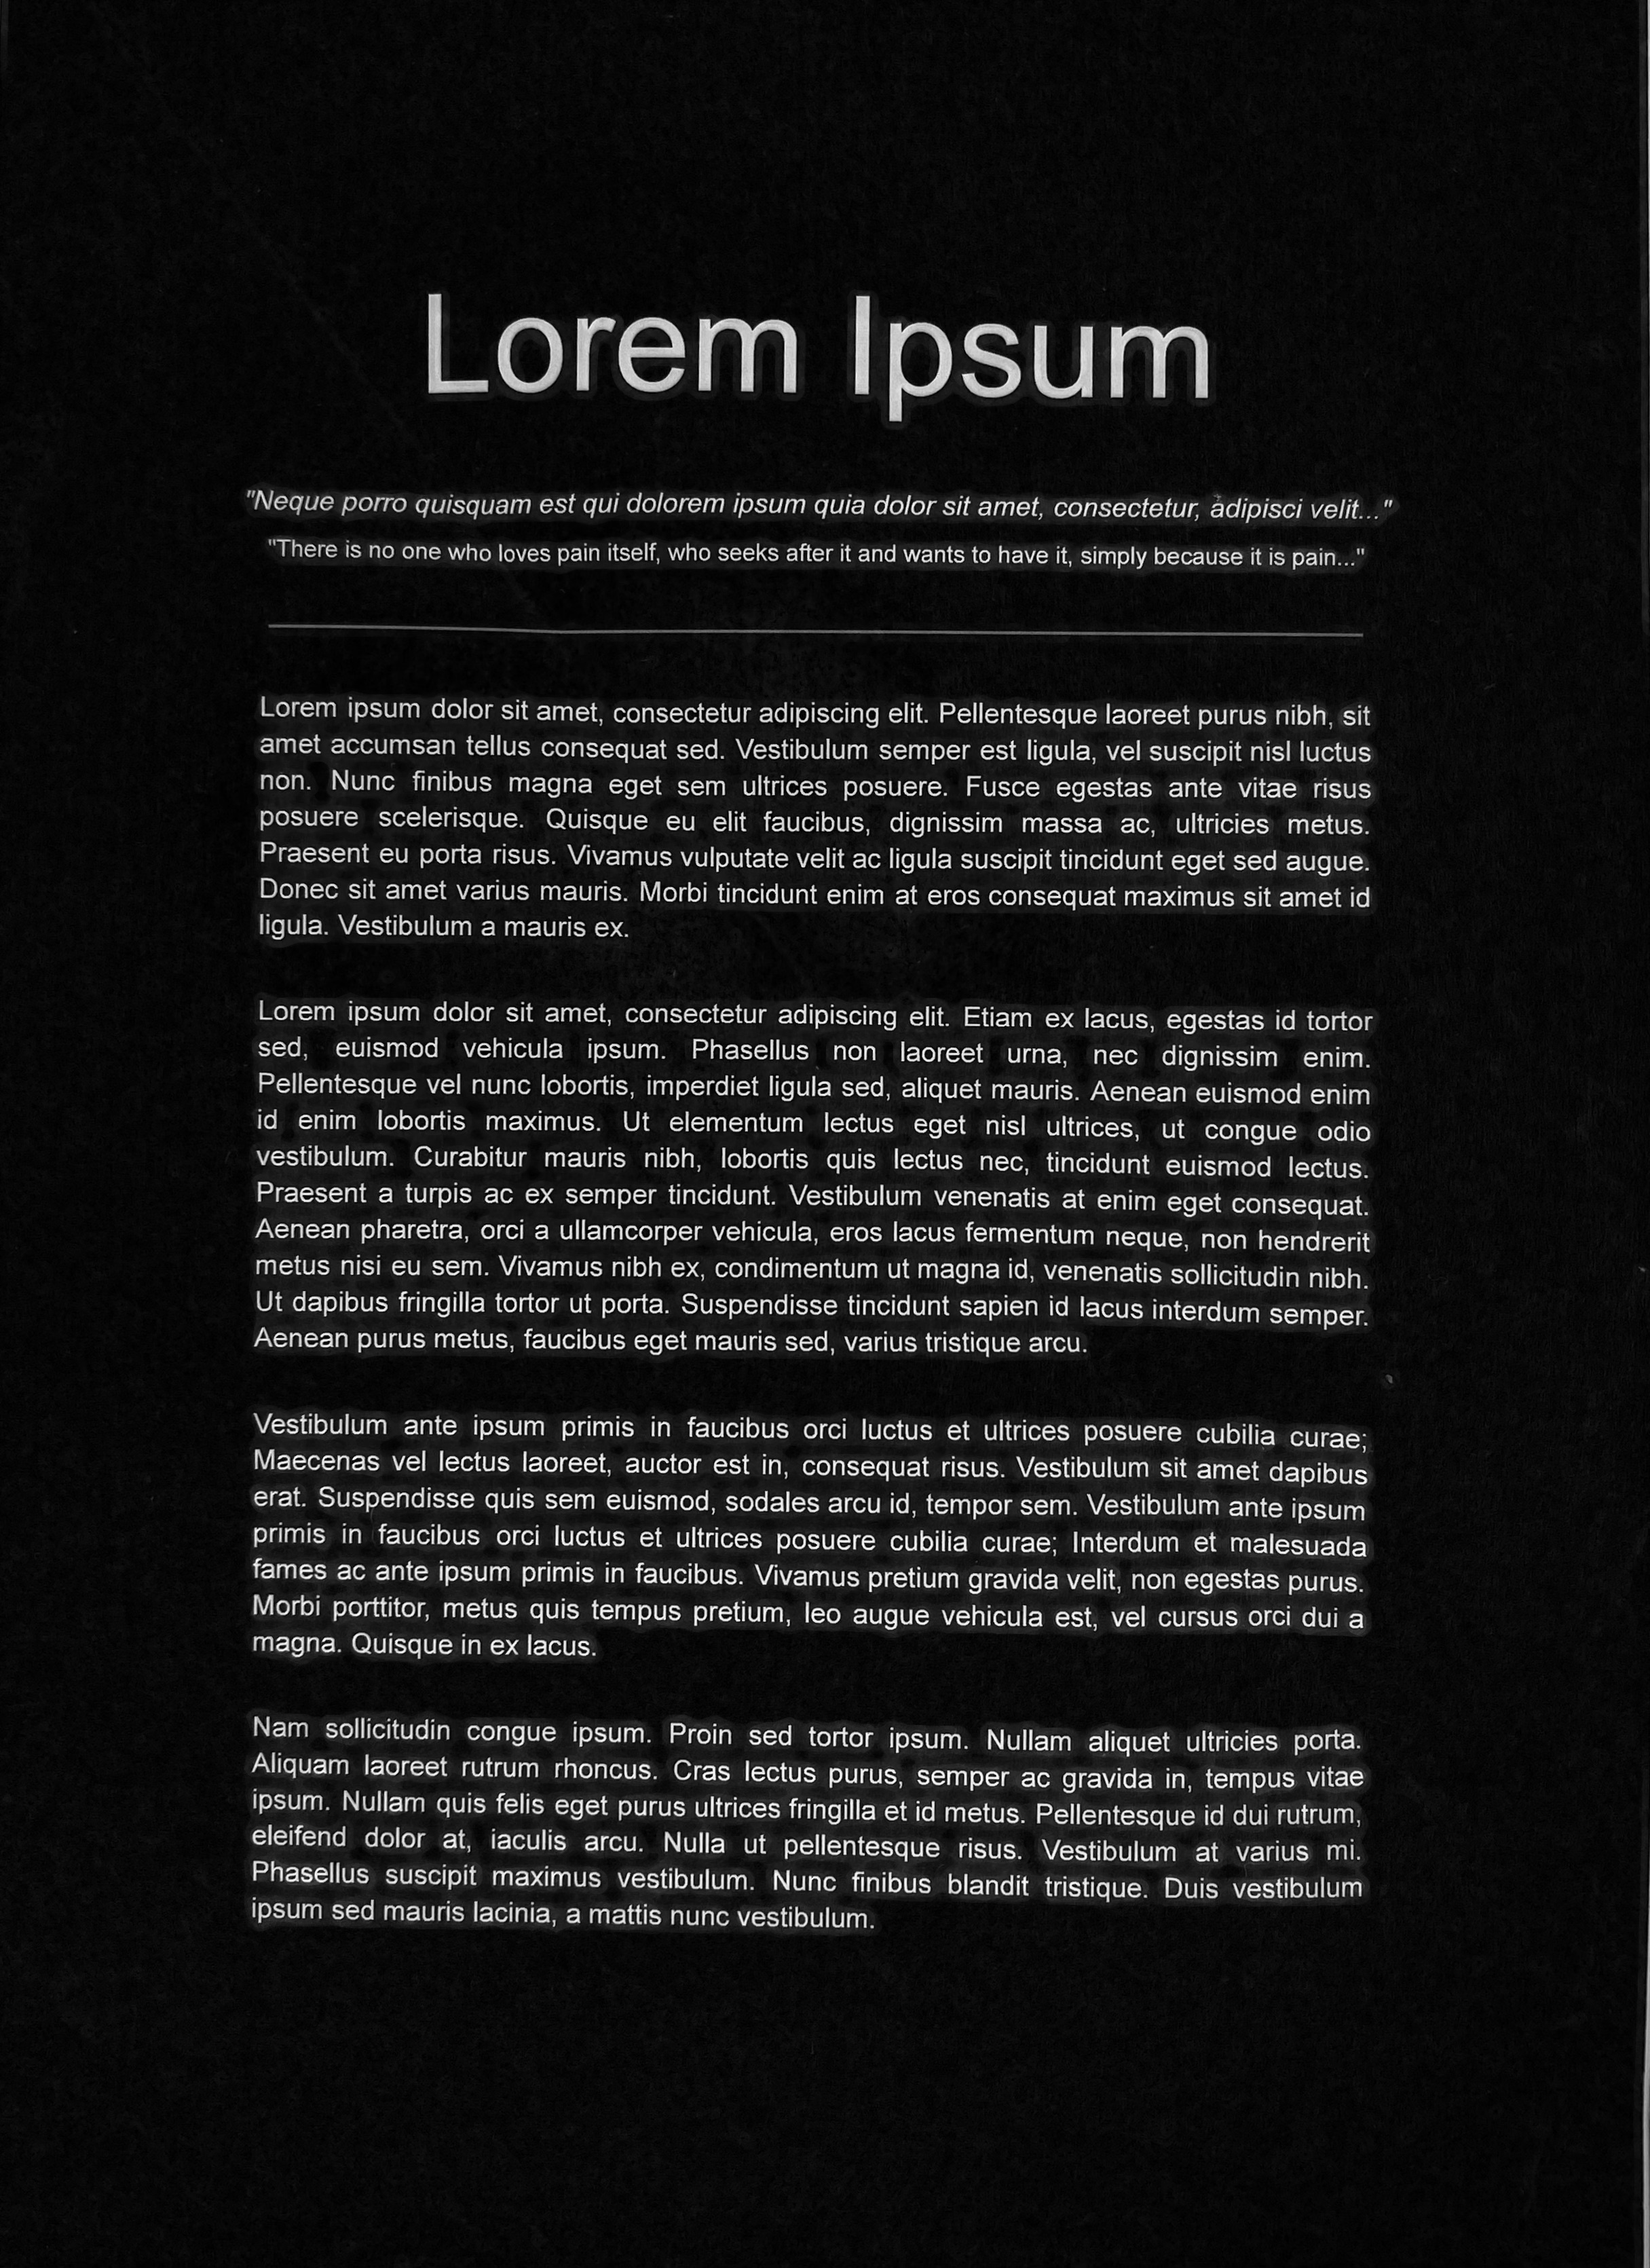 Lorem Ipsum
"Neque porro quisquam est qui dolorem ipsum quia dolor sit amet, consectetur, adipisci velit..."
"There is no one who loves pain itself, who seeks after it and wants to have it, simply because it is pain..."
Lorem ipsum dolor sit amet, consectetur adipiscing elit. Pellentesque laoreet purus nibh, sit
amet accumsan tellus consequat sed. Vestibulum semper est ligula, vel suscipit nisl luctus
non. Nunc finibus magna eget sem ultrices posuere. Fusce egestas ante vitae risus
posuere scelerisque. Quisque eu elit faucibus, dignissim massa ac, ultricies metus.
Praesent eu porta risus. Vivamus vulputate velit ac ligula suscipit tincidunt eget sed augue.
Donec sit amet varius mauris. Morbi tincidunt enim at eros consequat maximus sit amet id
ligula. Vestibulum a mauris ex.
Lorem ipsum dolor sit amet, consectetur adipiscing elit. Etiam ex lacus, egestas id tortor
sed, euismod vehicula ipsum. Phasellus non laoreet urna, nec dignissim enim.
Pellentesque vel nunc lobortis, imperdiet ligula sed, aliquet mauris. Aenean euismod enim
id enim lobortis maximus. Ut elementum lectus eget nisl ultrices, ut congue odio
vestibulum. Curabitur mauris nibh, lobortis quis lectus nec, tincidunt euismod lectus.
Praesent a turpis ac ex semper tincidunt. Vestibulum venenatis at enim eget consequat.
Aenean pharetra, orci a ullamcorper vehicula, eros lacus fermentum neque, non hendrerit
metus nisi eu sem. Vivamus nibh ex, condimentum ut magna id, venenatis sollicitudin nibh.
Ut dapibus fringilla tortor ut porta. Suspendisse tincidunt sapien id lacus interdum semper.
Aenean purus metus, faucibus eget mauris sed, varius tristique arcu.
Vestibulum ante ipsum primis in faucibus orci luctus et ultrices posuere cubilia curae;
Maecenas vel lectus laoreet, auctor est in, consequat risus. Vestibulum sit amet dapibus
erat. Suspendisse quis sem euismod, sodales arcu id, tempor sem. Vestibulum ante ipsum
primis in faucibus orci luctus et ultrices posuere cubilia curae; Interdum et malesuada
fames ac ante ipsum primis in faucibus. Vivamus pretium gravida velit, non egestas purus.
Morbi porttitor, metus quis tempus pretium, leo augue vehicula est, vel cursus orci dui a
magna. Quisque in ex lacus.
Nam sollicitudin congue ipsum. Proin sed tortor ipsum. Nullam aliquet ultricies porta.
Aliquam laoreet rutrum rhoncus. Cras lectus purus, semper ac gravida in, tempus vitae
ipsum. Nullam quis felis eget purus ultrices fringilla et id metus. Pellentesque id dui rutrum,
eleifend dolor at, iaculis arcu. Nulla ut pellentesque risus. Vestibulum at varius mi.
Phasellus suscipit maximus vestibulum. Nunc finibus blandit tristique. Duis vestibulum
ipsum sed mauris lacinia, a mattis nunc vestibulum.